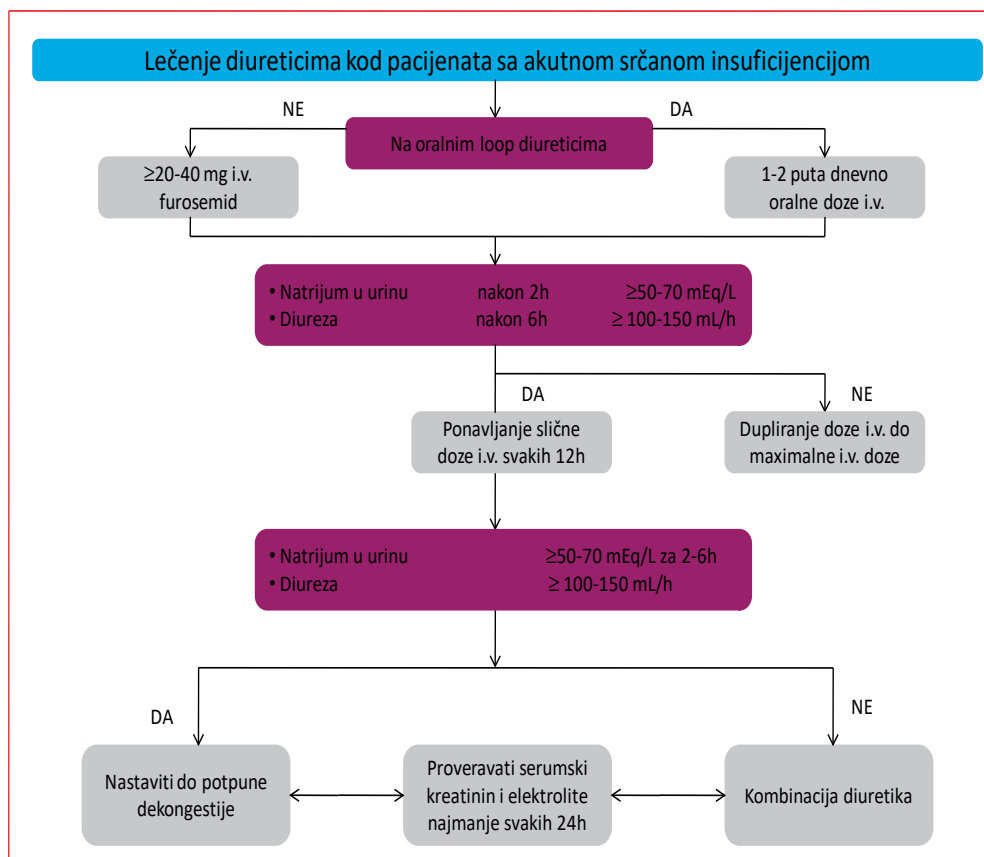 Lečenje diureticima kod pacijenata sa akutnom srčanom insuficijencijom
NE
DA
Na oralnim loop diureticima
≥20-40 mg i.v.
furosemid
1-2 puta dnevno
oralne doze i.v.
• Natrijum u urinu nakon 2h ≥50-70 mEq/L
• Diureza nakon 6h ≥ 100-150 mL/h
DA
NE
Ponavljanje slične
doze i.v. svakih 12h
Dupliranje doze i.v. do
maximalne i.v. doze
• Natrijum u urinu ≥50-70 mEq/L za 2-6h
• Diureza ≥ 100-150 mL/h
DA
NE
Nastaviti do potpune
dekongestije
Proveravati serumski
kreatinin i elektrolite
najmanje svakih 24h
Kombinacija diuretika